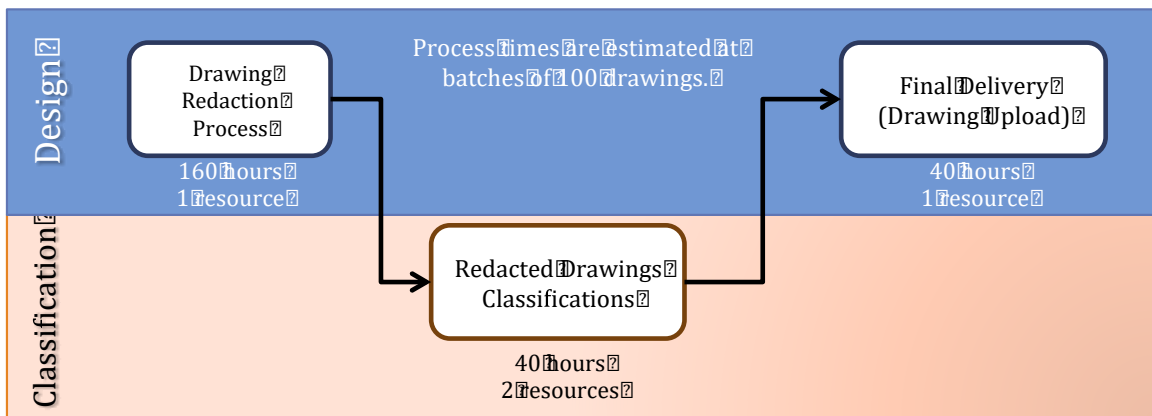 Design
Drawing
Redaction
Process
160 hours
1 resource
Process times are estimated at
batches of 100 drawings.
Final Delivery
(Drawing Upload)
40 hours
1 resource
Classification
Redacted Drawings
Classifications
40 hours
2 resources